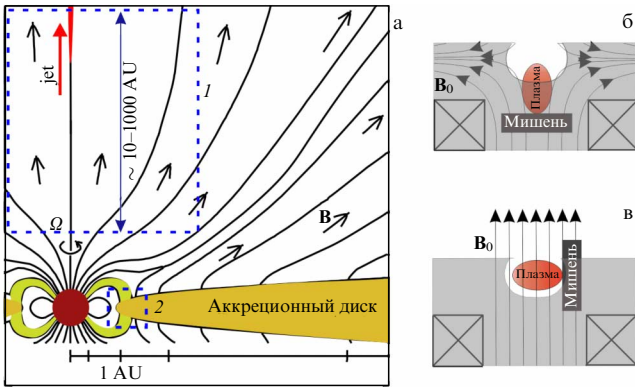 а
jet
~ 10–1000 AU
1
Ω
B
2
Аккреционный диск
1 AU
б
B0
Плазма
Мишень
в
B0
Плазма
Мишень